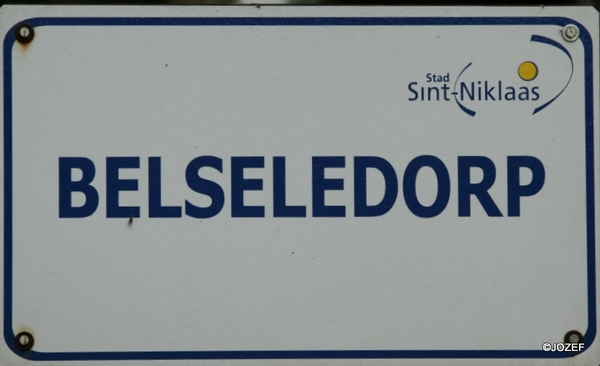 Stad
Sint-Niklaas
BELSELEDORP
©JOZEF